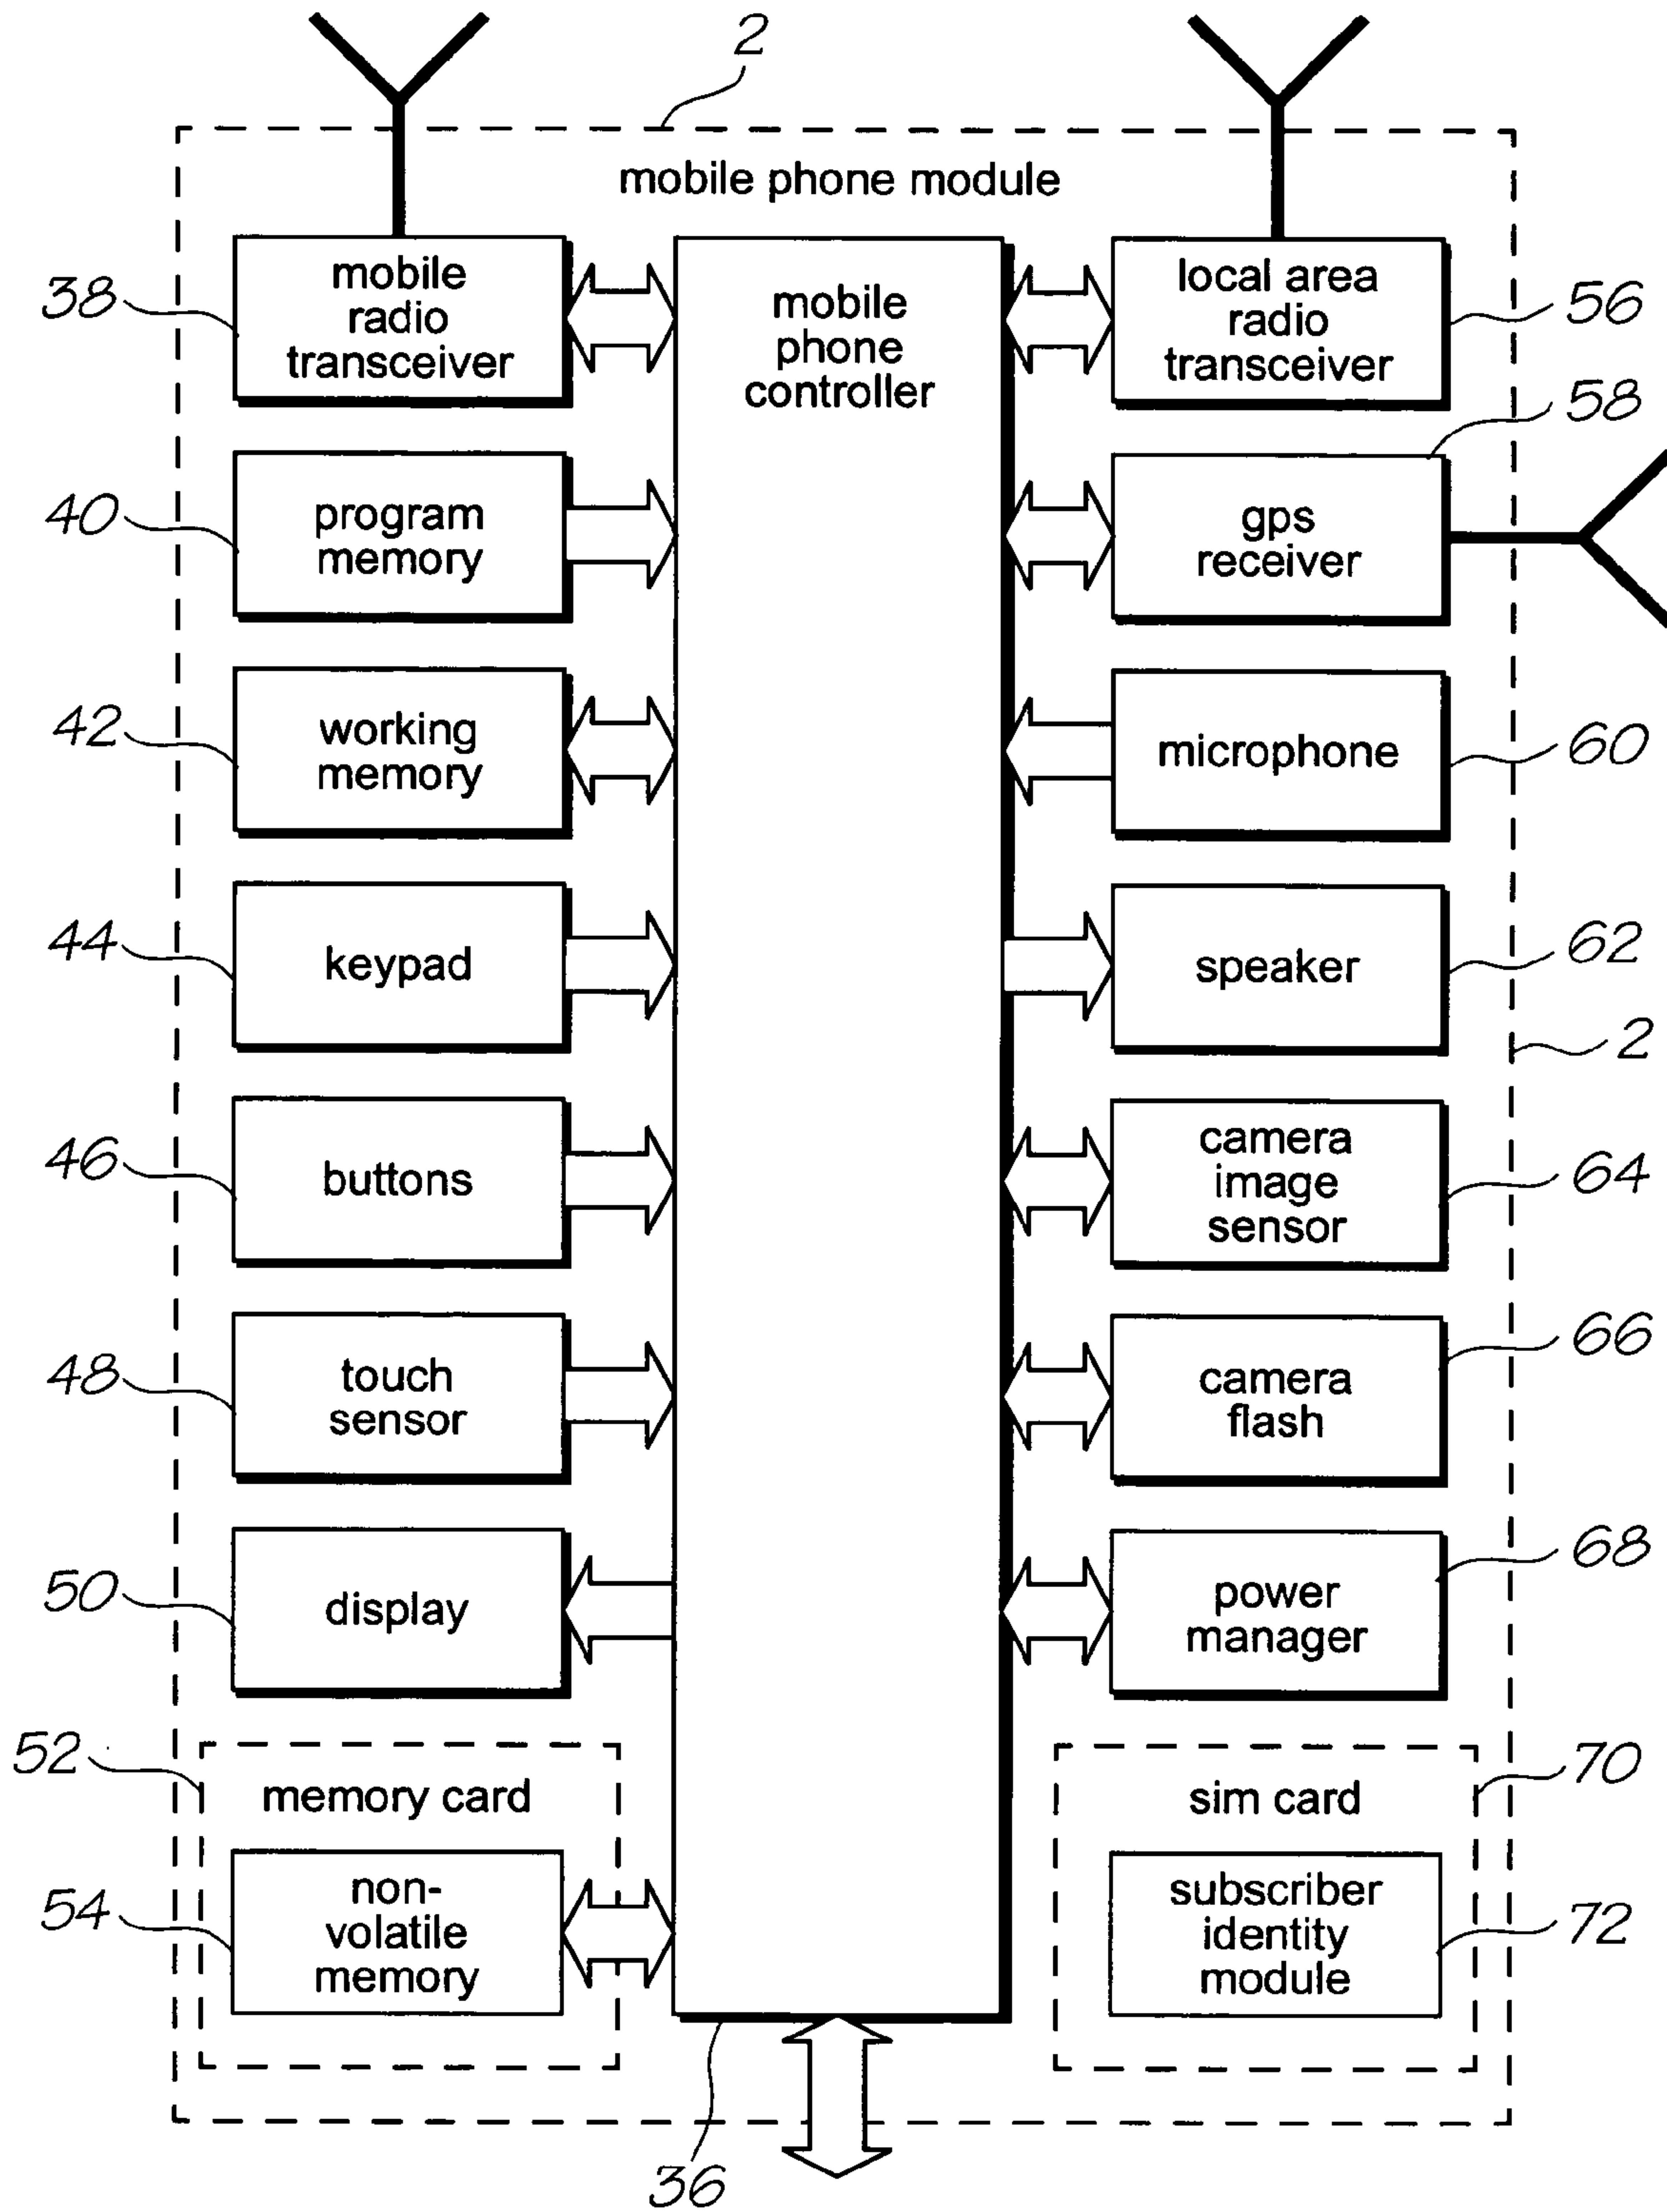 2
mobile phone module
38
mobile
radio
transceiver
mobile
phone
controller
local area
radio
transceiver
56
58
40
program
memory
gps
receiver
42
working
memory
microphone
60
44
keypad
speaker
62
2
46
buttons
camera
image
sensor
64
48
touch
sensor
camera
flash
66
50
display
power
manager
68
52
memory card
sim card
70
54
non-
volatile
memory
subscriber
identity
module
72
36